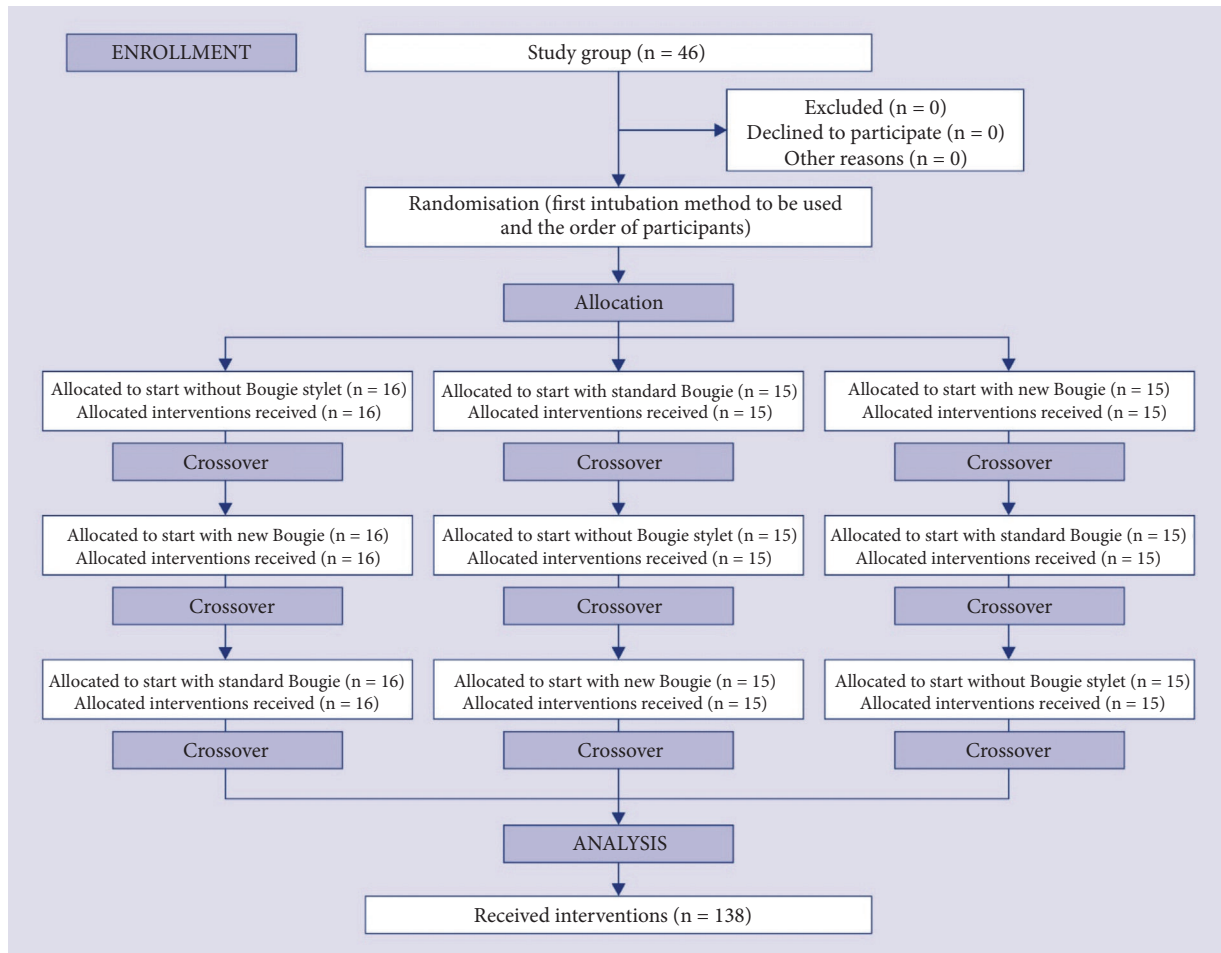 ENROLLMENT
Study group (n = 46)
Excluded (n = 0)
Declined to participate (n = 0)
Other reasons (n = 0)
Randomisation (first intubation method to be used
and the order of participants)
Allocation
Allocated to start without Bougie stylet (n = 16)
Allocated interventions received (n = 16)
Allocated to start with standard Bougie (n = 15)
Allocated interventions received (n = 15)
Allocated to start with new Bougie (n = 15)
Allocated interventions received (n = 15)
Crossover
Crossover
Crossover
Allocated to start with new Bougie (n = 16)
Allocated interventions received (n = 16)
Allocated to start without Bougie stylet (n = 15)
Allocated interventions received (n = 15)
Allocated to start with standard Bougie (n = 15)
Allocated interventions received (n = 15)
Crossover
Crossover
Crossover
Allocated to start with standard Bougie (n = 16)
Allocated interventions received (n = 16)
Allocated to start with new Bougie (n = 15)
Allocated interventions received (n = 15)
Allocated to start without Bougie stylet (n = 15)
Allocated interventions received (n = 15)
Crossover
Crossover
Crossover
ANALYSIS
Received interventions (n = 138)